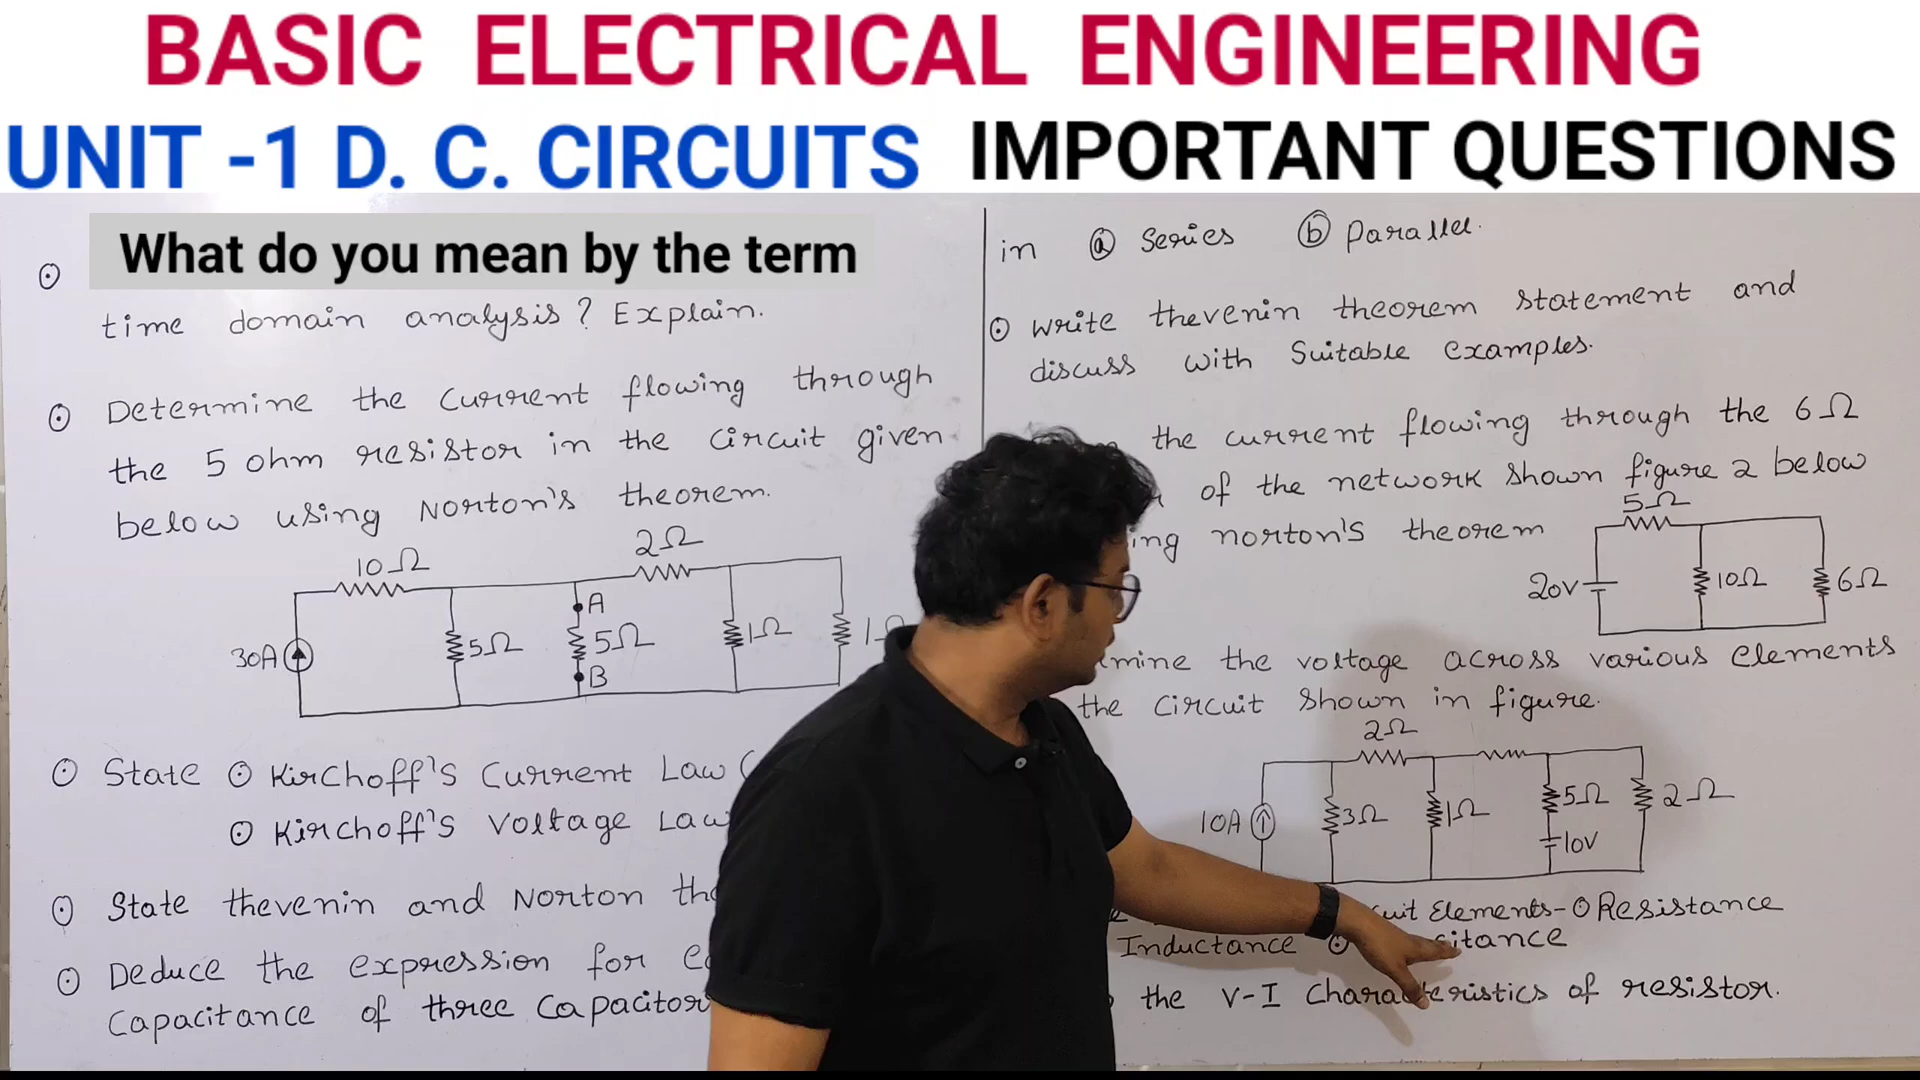 BASIC ELECTRICAL ENGINEERING
UNIT -1 D. C. CIRCUITS IMPORTANT QUESTIONS
What do you mean by the term
time domain analysis? Explain.
Determine the current flowing through
the 5 ohm resistor in the circuit given
below using Norton's theorem.
10Ω 2Ω
30A 5Ω A 5Ω B 1Ω
State Kirchoff's Current Law
Kirchoff's Voltage Law
State thevenin and Norton
Deduce the expression for
Capacitance of three Capacitor
in ⓐ Series ⓑ parallel.
Write thevenin theorem statement and
discuss with Suitable examples.
the current flowing through the 6Ω
of the network shown figure 2 below
norton's theorem
5Ω
20V 10Ω 6Ω
the voltage across various elements
the circuit shown in figure.
2Ω
10A 3Ω 1Ω 5Ω 2Ω
10V
Elements- Resistance
Inductance
the V-I Characteristics of resistor.